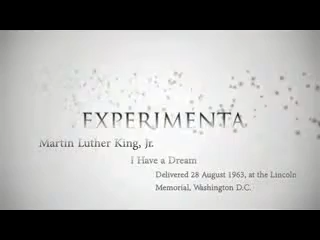 EXPERIMENTA
Martin Luther King, Jr.
I Have a Dream
Delivered 28 August 1963, at the Lincoln
Memorial, Washington D.C.